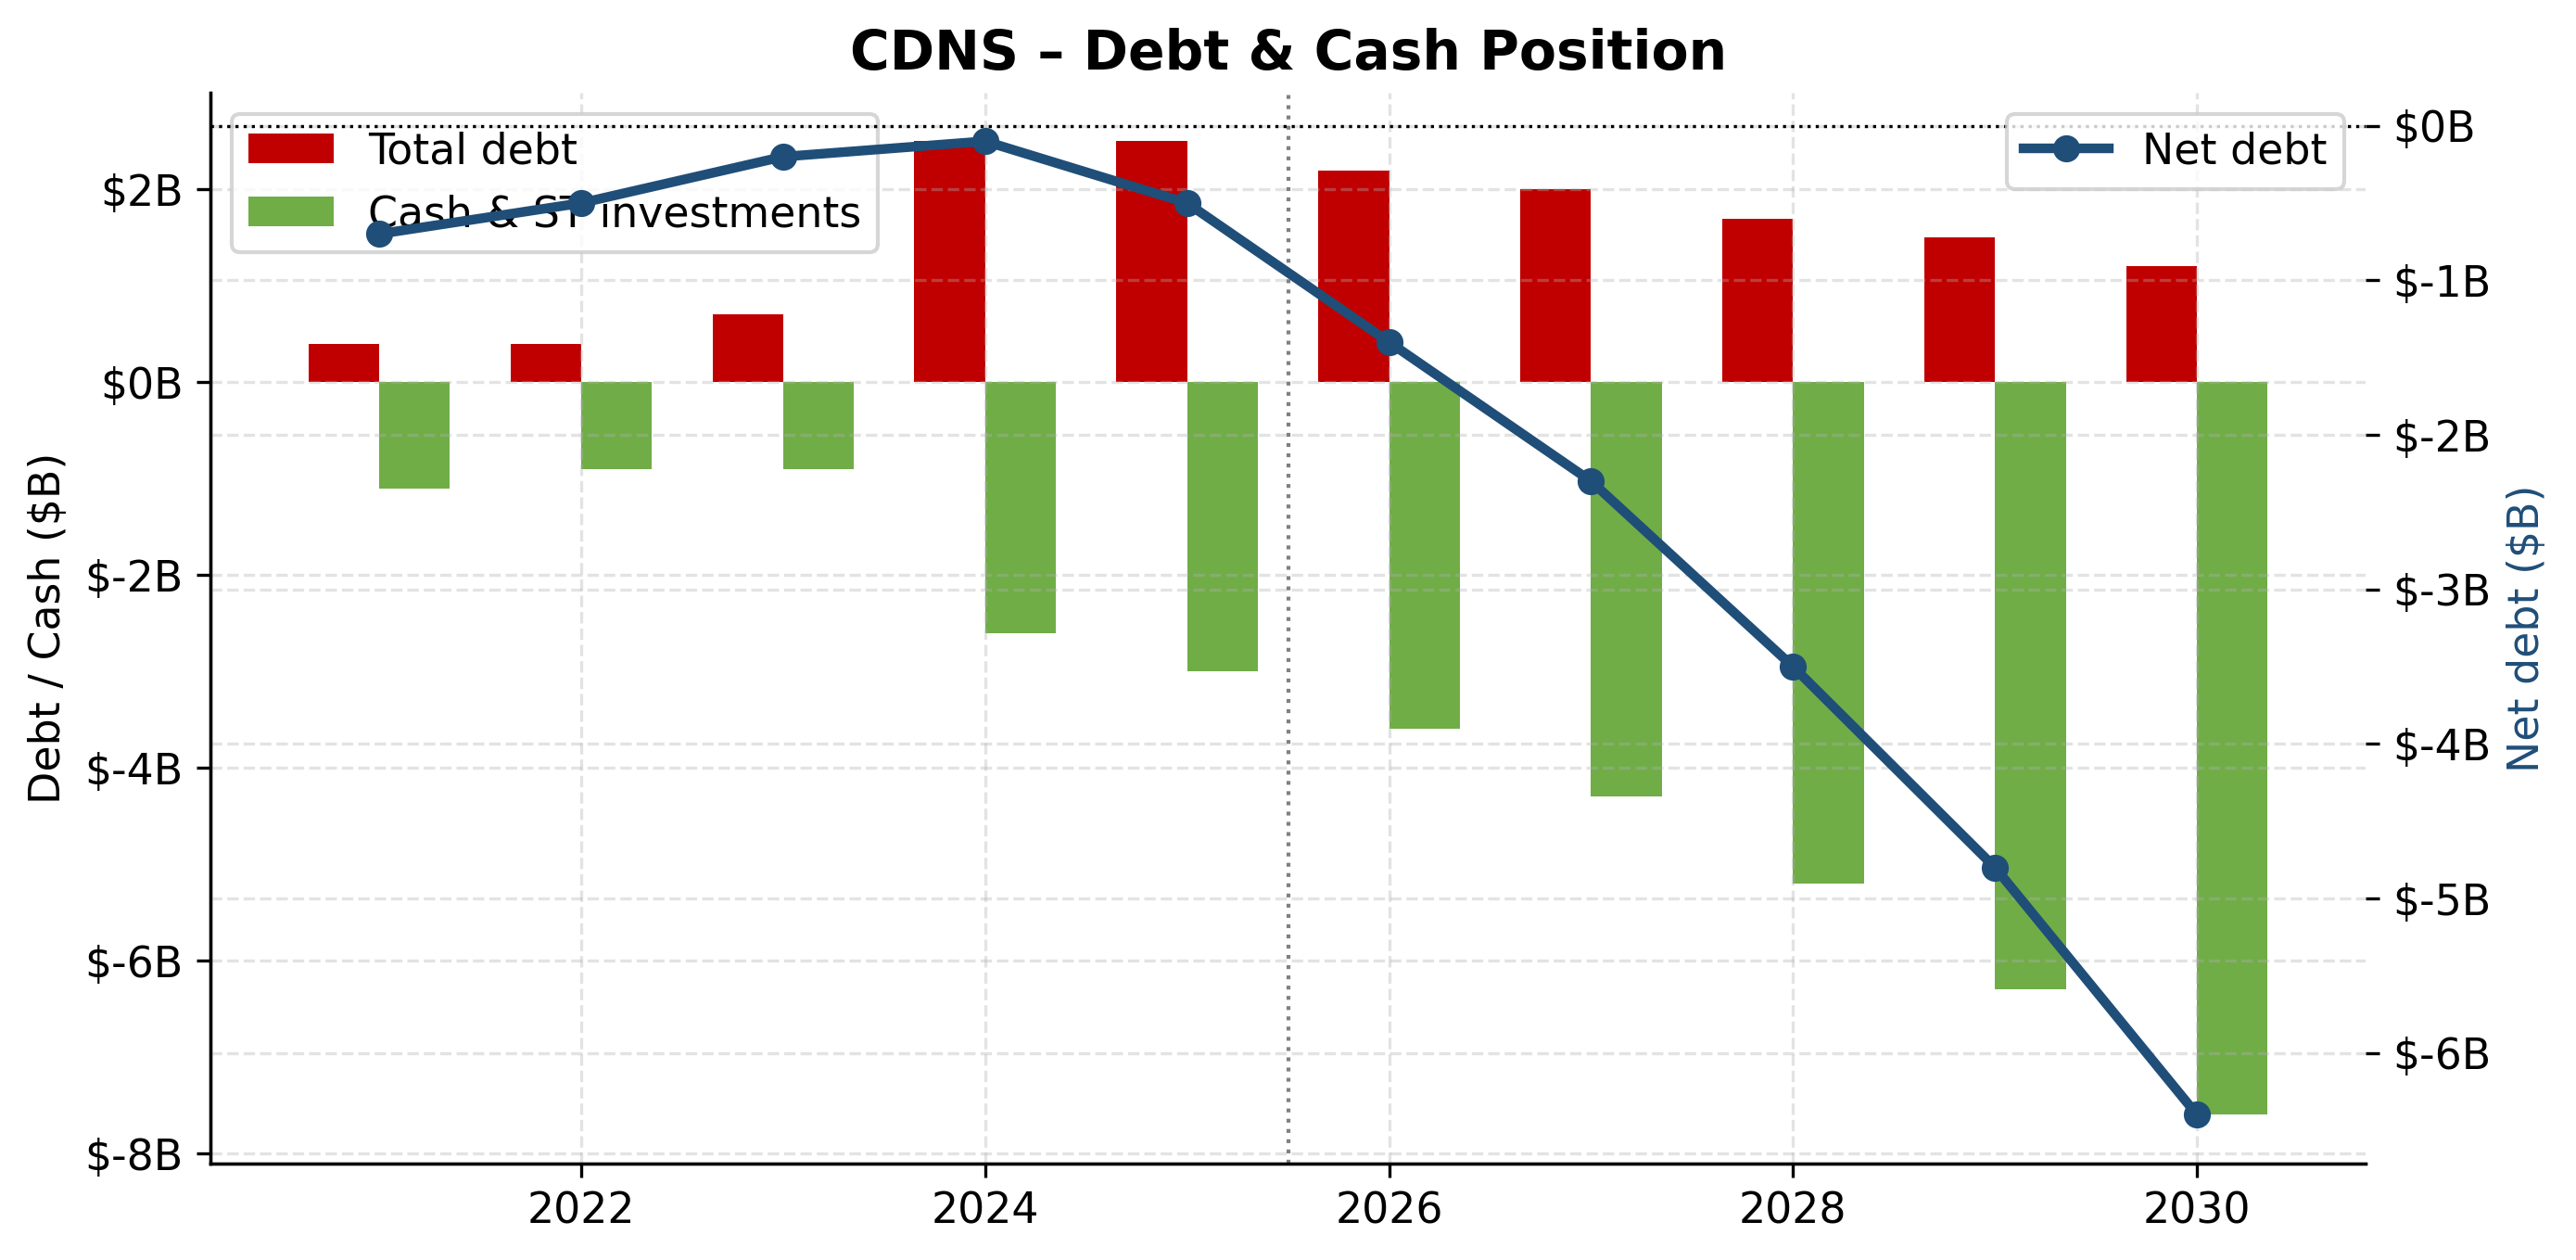 CDNS – Debt & Cash Position
Total debt
Cash & ST investments
Net debt
$2B
$0B
$-2B
$-4B
$-6B
$-8B
Debt / Cash ($B)
$0B
$-1B
$-2B
$-3B
$-4B
$-5B
$-6B
Net debt ($B)
2022
2024
2026
2028
2030